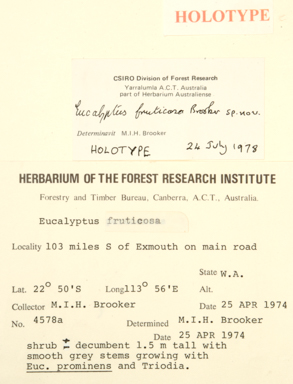 HOLOTYPE
CSIRO Division of Forest Research
Yarralumla A.C.T. Australia
part of Herbarium Australiense
Eucalyptus fruticosa Brooker sp. nov.
Determinavit M.I.H. Brooker
HOLOTYPE 24 July 1978
HERBARIUM OF THE FOREST RESEARCH INSTITUTE
Forestry and Timber Bureau, Canberra, A.C.T., Australia.
Eucalyptus fruticosa
Locality 103 miles S of Exmouth on main road
State W.A.
Lat. 22° 50'S Long 113° 56'E Alt.
Collector M.I.H. Brooker Date 25 APR 1974
No. 4578a Determined M.I.H. Brooker
Date 25 APR 1974
shrub ± decumbent 1.5 m tall with
smooth grey stems growing with
Euc. prominens and Triodia.